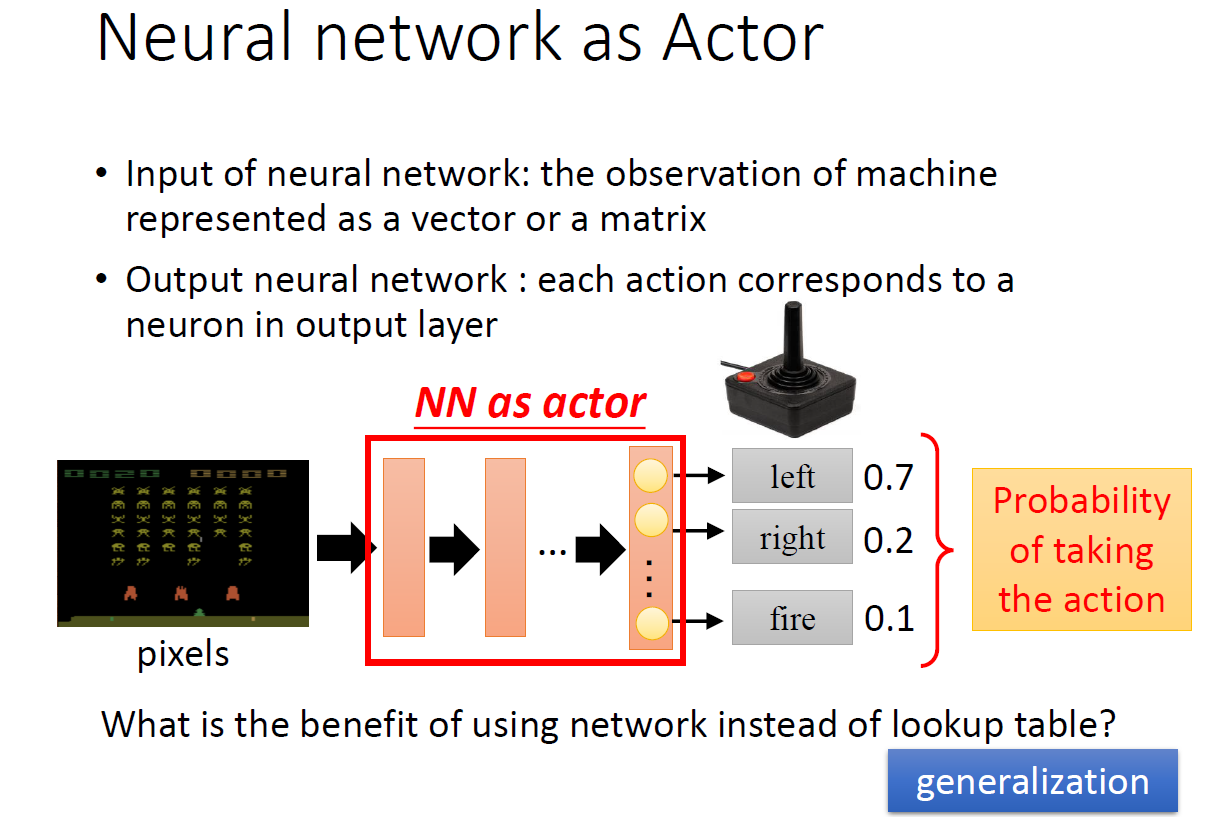 Neural network as Actor
• Input of neural network: the observation of machine
represented as a vector or a matrix
• Output neural network : each action corresponds to a
neuron in output layer
NN as actor
0020 0000
pixels
...
left 0.7
right 0.2
fire 0.1
Probability
of taking
the action
What is the benefit of using network instead of lookup table?
generalization